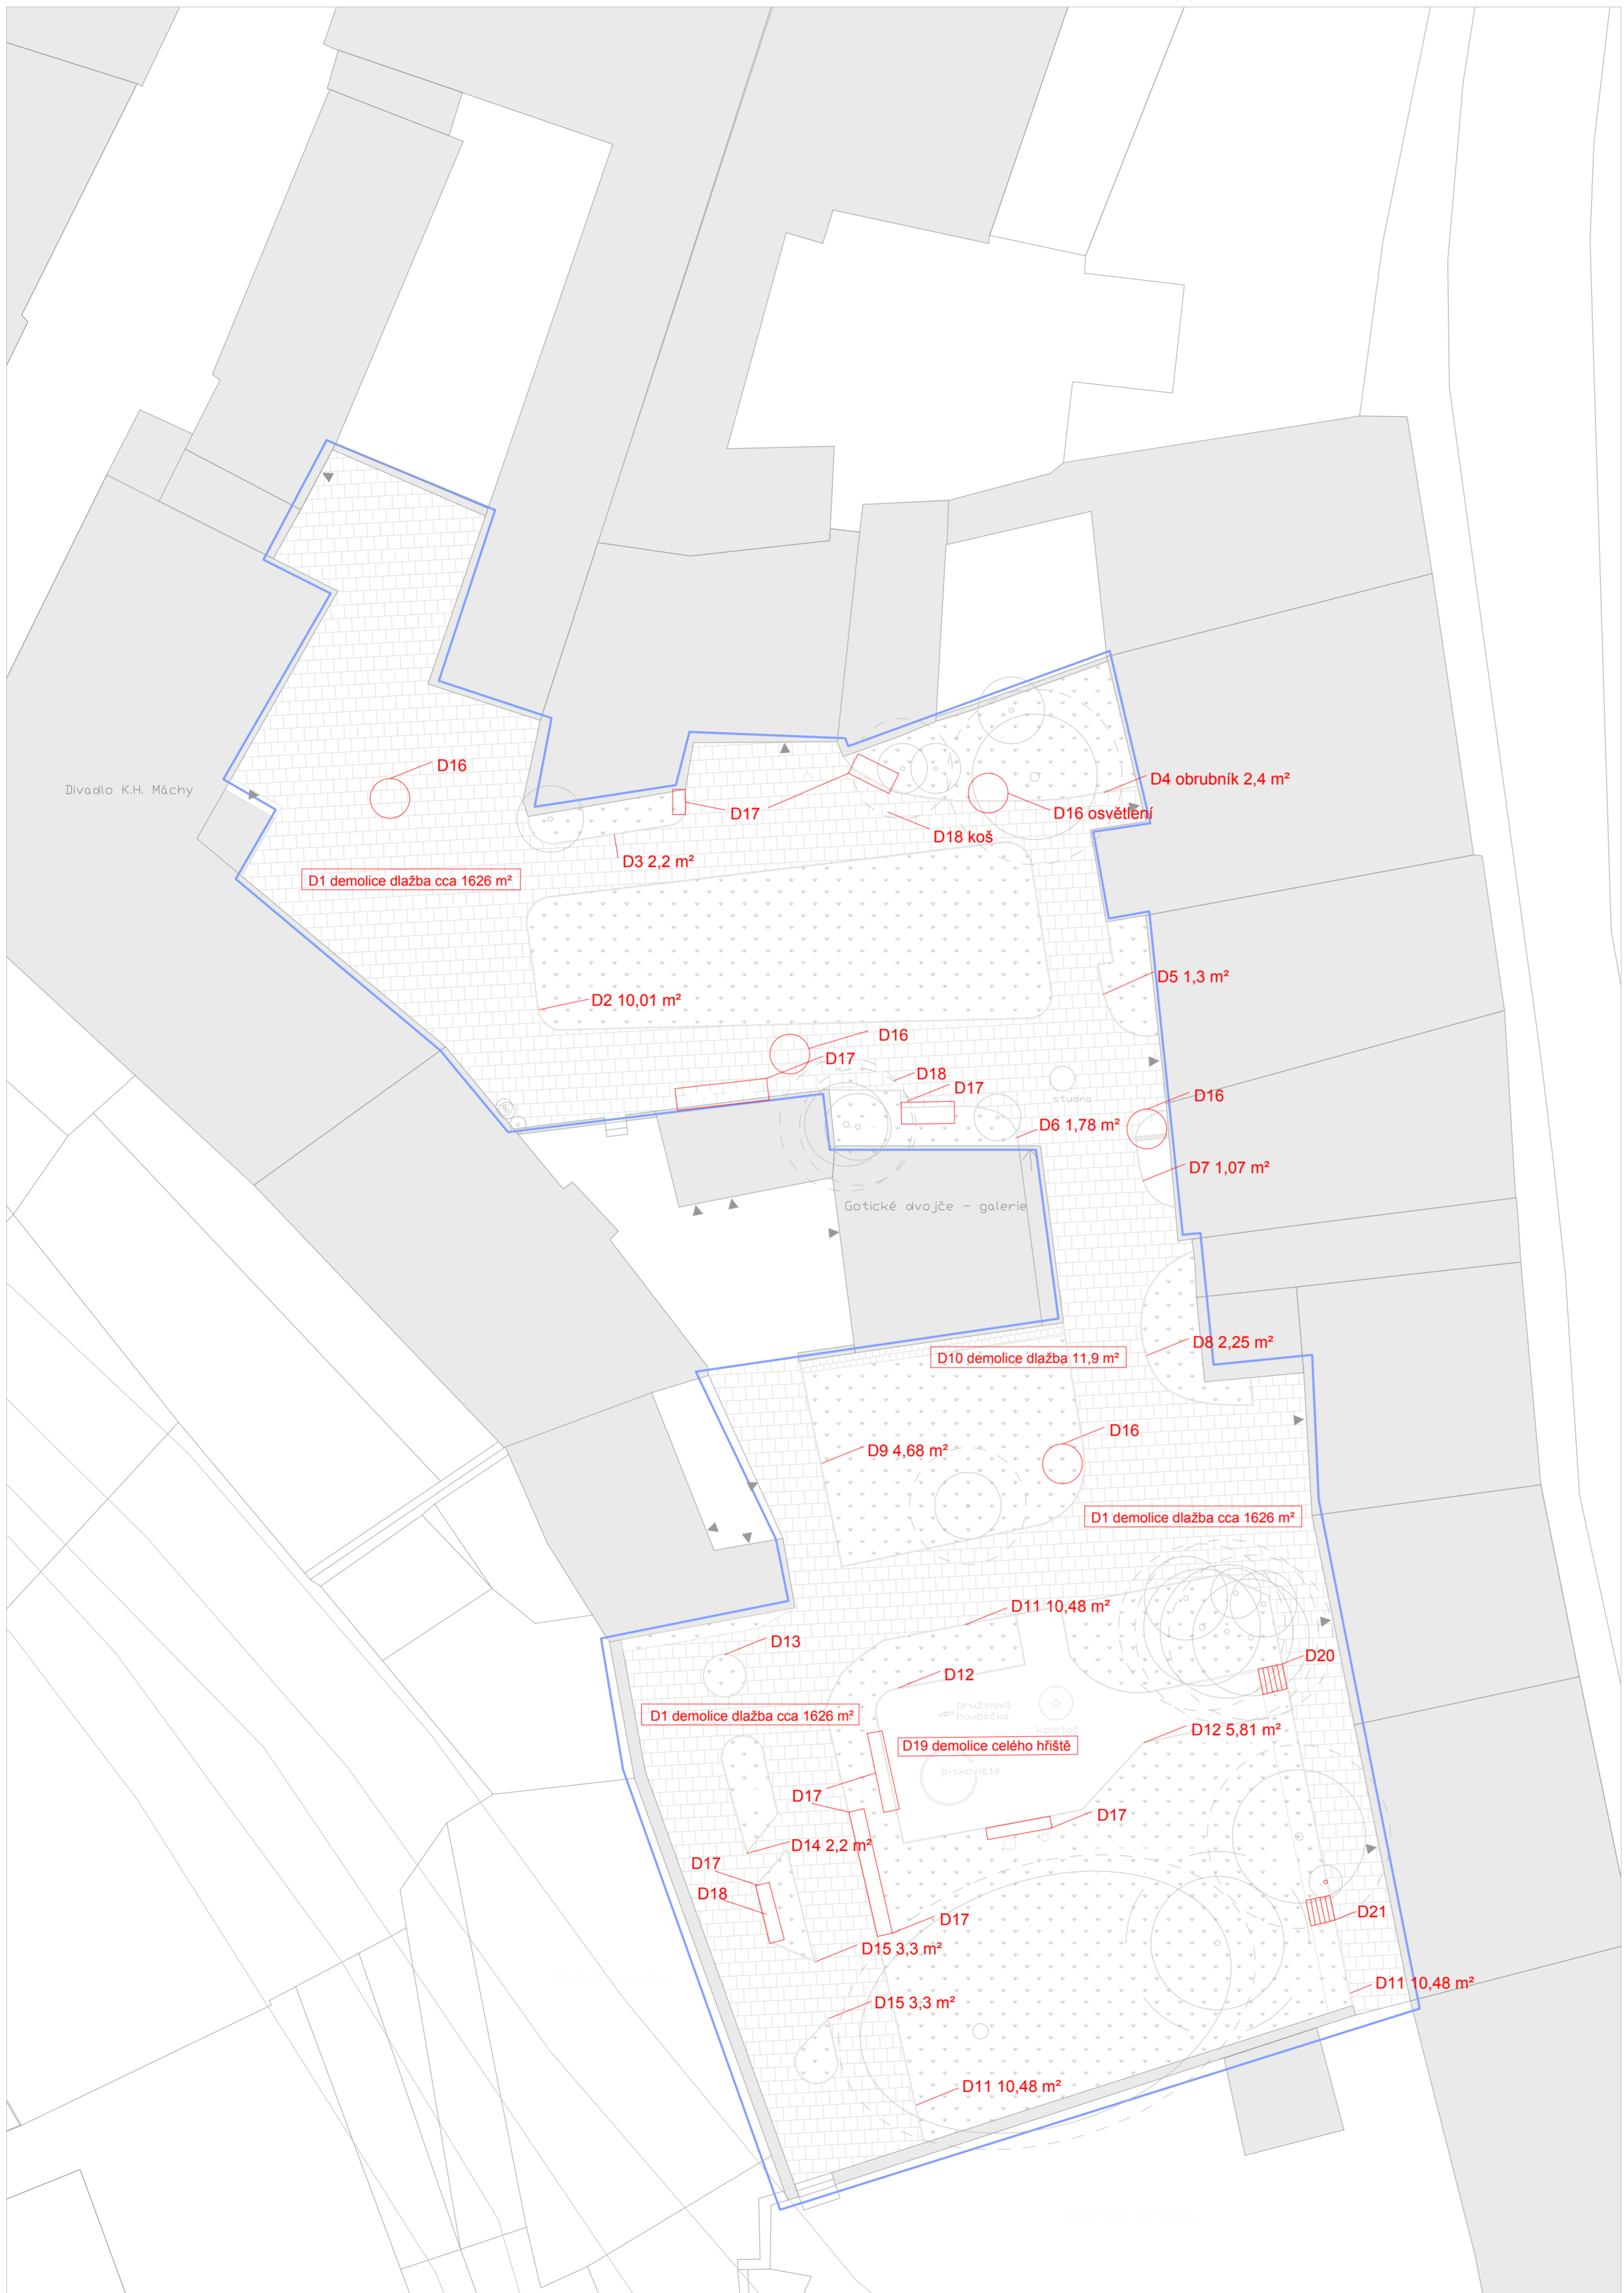 D16
Divadlo K.H. Máchy
D17
D4 obrubník 2,4 m²
D16 osvětlení
D18 koš
D3 2,2 m²
D1 demolice dlažba cca 1626 m²
D5 1,3 m²
D2 10,01 m²
D16
D17
D18
D17
studna
D16
D6 1,78 m²
D7 1,07 m²
Gotické dvojče - galerie
D8 2,25 m²
D10 demolice dlažba 11,9 m²
D16
D9 4,68 m²
D1 demolice dlažba cca 1626 m²
D11 10,48 m²
D13
D20
D12
pružinová
houpačka
D1 demolice dlažba cca 1626 m²
kolotoč
D12 5,81 m²
D19 demolice celého hřiště
pískoviště
D17
D17
D14 2,2 m²
D17
D18
D21
D17
D15 3,3 m²
D11 10,48 m²
D15 3,3 m²
D11 10,48 m²